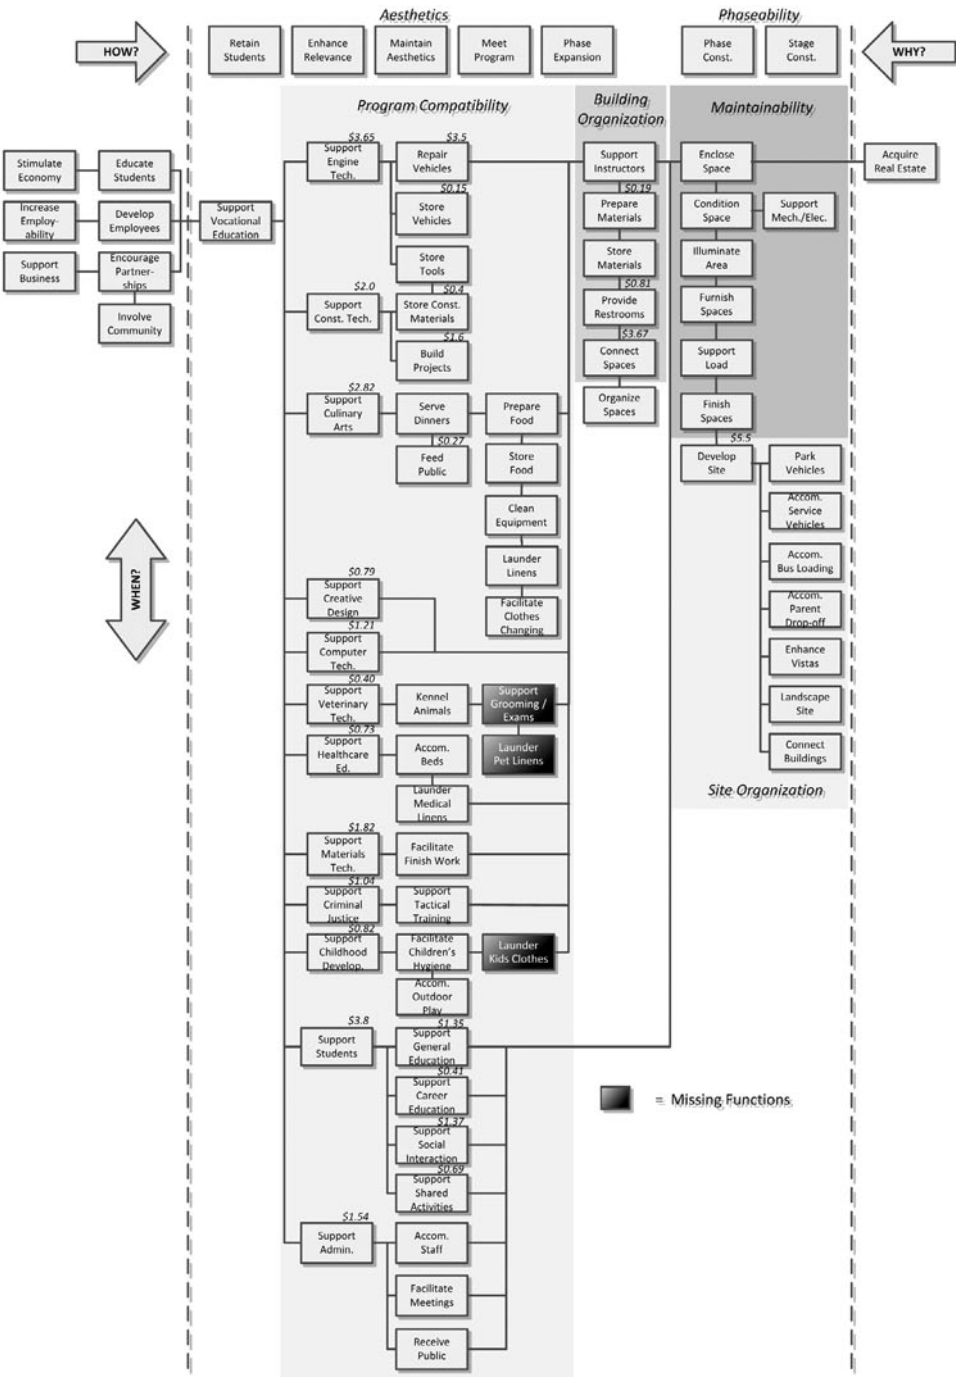 Aesthetics
Phaseability
HOW?
Retain
Students
Enhance
Relevance
Maintain
Aesthetics
Meet
Program
Phase
Expansion
Phase
Const.
Stage
Const.
WHY?
Program Compatibility
Building
Organization
Maintainability
Stimulate
Economy
Educate
Students
Increase
Employ-
ability
Develop
Employees
Support
Business
Encourage
Partner-
ships
Involve
Community
Support
Vocational
Education
WHEN?
$3.65
Support
Engine
Tech.
$3.5
Repair
Vehicles
$0.15
Store
Vehicles
Store
Tools
$2.0
Support
Const. Tech.
$0.4
Store Const.
Materials
$1.6
Build
Projects
$2.82
Support
Culinary
Arts
Serve
Dinners
Prepare
Food
$0.27
Feed
Public
Store
Food
Clean
Equipment
Launder
Linens
Facilitate
Clothes
Changing
$0.79
Support
Creative
Design
$1.21
Support
Computer
Tech.
$0.40
Support
Veterinary
Tech.
Kennel
Animals
Support
Grooming /
Exams
$0.73
Support
Healthcare
Ed.
Accom.
Beds
Launder
Pet Linens
Launder
Medical
Linens
$1.82
Support
Materials
Tech.
Facilitate
Finish Work
$1.04
Support
Criminal
Justice
Support
Tactical
Training
$0.82
Support
Childhood
Develop.
Facilitate
Children's
Hygiene
Launder
Kids Clothes
Accom.
Outdoor
Play
$3.8
Support
Students
$1.35
Support
General
Education
$0.41
Support
Career
Education
$1.37
Support
Social
Interaction
$0.69
Support
Shared
Activities
$1.54
Support
Admin.
Accom.
Staff
Facilitate
Meetings
Receive
Public
Support
Instructors
$0.19
Prepare
Materials
Store
Materials
$0.81
Provide
Restrooms
$3.67
Connect
Spaces
Organize
Spaces
Enclose
Space
Condition
Space
Support
Mech./Elec.
Illuminate
Area
Furnish
Spaces
Support
Load
Finish
Spaces
$5.5
Develop
Site
Park
Vehicles
Accom.
Service
Vehicles
Accom.
Bus Loading
Accom.
Parent
Drop-off
Enhance
Vistas
Landscape
Site
Connect
Buildings
Site Organization
Acquire
Real Estate
= Missing Functions